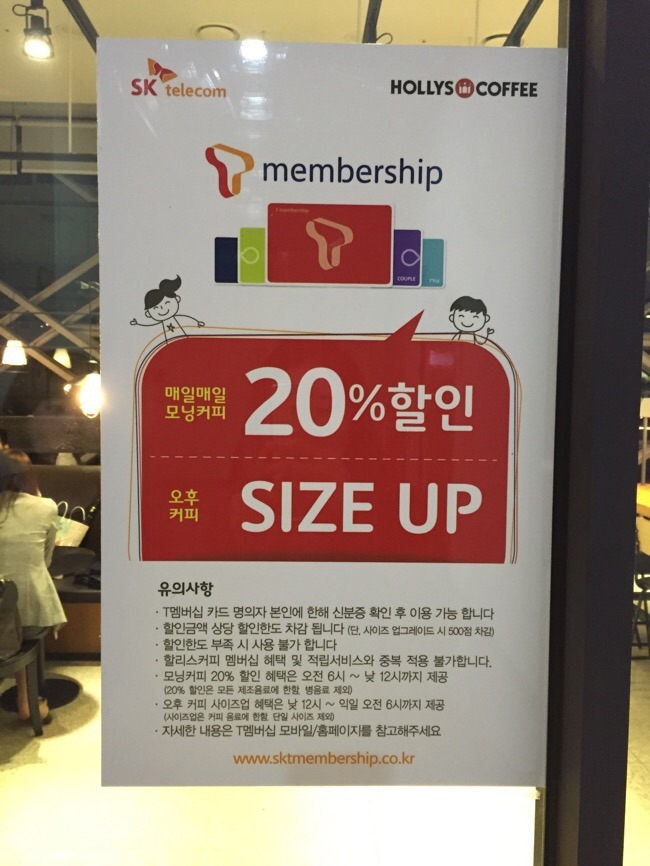 SK telecom
HOLLYS COFFEE
T membership
T membership
COUPLE
매일매일
모닝커피
20%할인
오후
커피
SIZE UP
유의사항
· T멤버십 카드 명의자 본인에 한해 신분증 확인 후 이용 가능 합니다
· 할인금액 상당 할인한도 차감 됩니다 (단, 사이즈 업그레이드 시 500점 차감)
· 할인한도 부족 시 사용 불가 합니다
· 할리스커피 멤버십 혜택 및 적립서비스와 중복 적용 불가합니다.
· 모닝커피 20% 할인 혜택은 오전 6시 ~ 낮 12시까지 제공
(20% 할인은 모든 제조음료에 한함, 병음료 제외)
· 오후 커피 사이즈업 혜택은 낮 12시 ~ 익일 오전 6시까지 제공
(사이즈업은 커피 음료에 한함, 단일 사이즈 제외)
· 자세한 내용은 T멤버십 모바일/홈페이지를 참고해주세요
www.sktmembership.co.kr